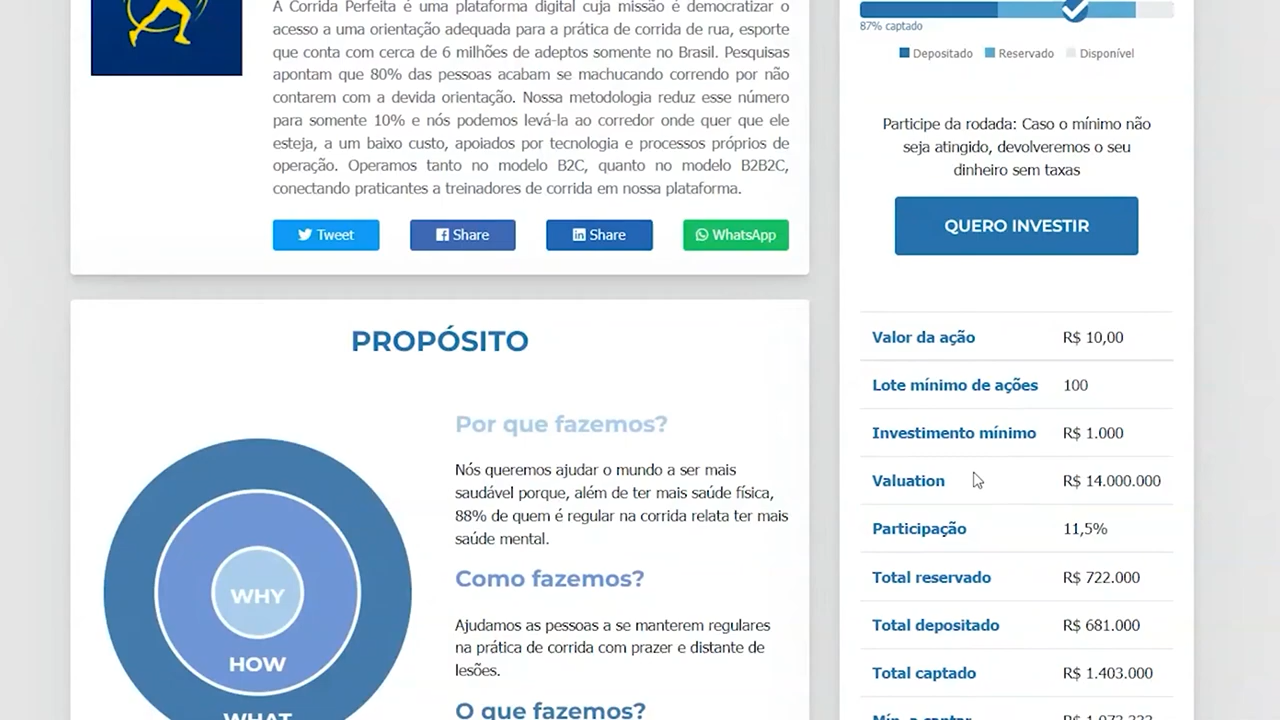 A Corrida Perfeita é uma plataforma digital cuja missão é democratizar o
acesso a uma orientação adequada para a prática de corrida de rua, esporte
que conta com cerca de 6 milhões de adeptos somente no Brasil. Pesquisas
apontam que 80% das pessoas acabam se machucando correndo por não
contarem com a devida orientação. Nossa metodologia reduz esse número
para somente 10% e nós podemos levá-la ao corredor onde quer que ele
esteja, a um baixo custo, apoiados por tecnologia e processos próprios de
operação. Operamos tanto no modelo B2C, quanto no modelo B2B2C,
conectando praticantes a treinadores de corrida em nossa plataforma.
Tweet
Share
Share
WhatsApp
PROPÓSITO
WHY
HOW
WHAT
Por que fazemos?
Nós queremos ajudar o mundo a ser mais
saudável porque, além de ter mais saúde física,
88% de quem é regular na corrida relata ter mais
saúde mental.
Como fazemos?
Ajudamos as pessoas a se manterem regulares
na prática de corrida com prazer e distante de
lesões.
O que fazemos?
87% captado
Depositado Reservado Disponível
Participe da rodada: Caso o mínimo não
seja atingido, devolveremos o seu
dinheiro sem taxas
QUERO INVESTIR
Valor da ação R$ 10,00
Lote mínimo de ações 100
Investimento mínimo R$ 1.000
Valuation R$ 14.000.000
Participação 11,5%
Total reservado R$ 722.000
Total depositado R$ 681.000
Total captado R$ 1.403.000
Mín. a captar